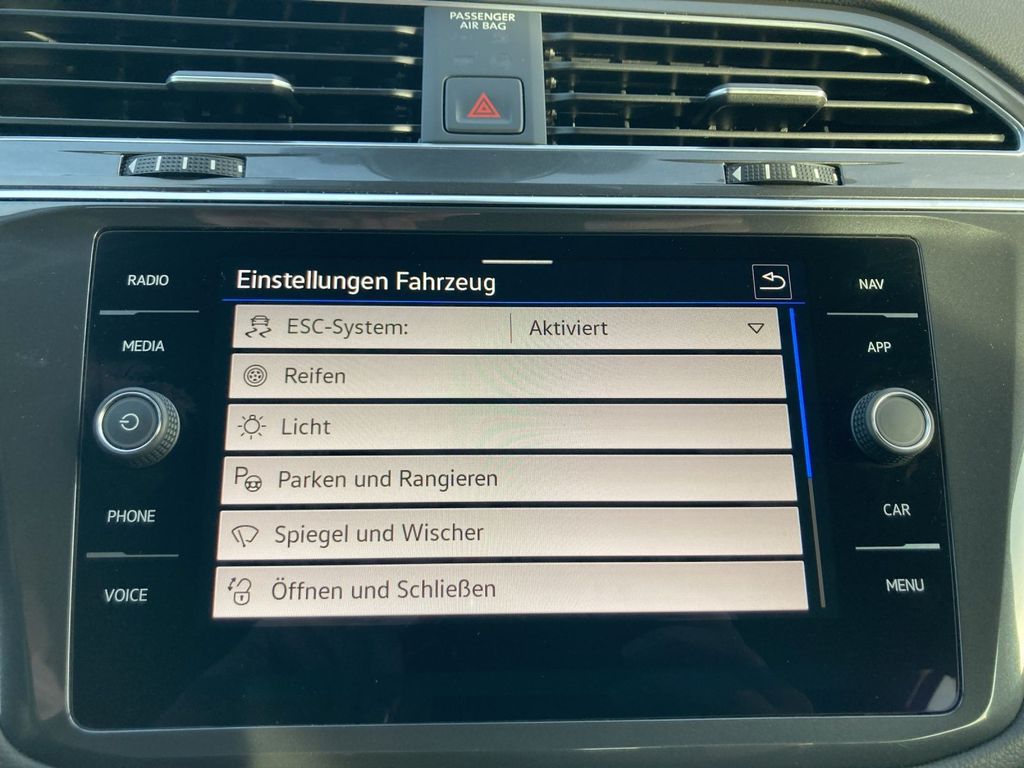 PASSENGER
AIR BAG
RADIO
MEDIA
PHONE
VOICE
Einstellungen Fahrzeug
ESC-System: Aktiviert
Reifen
Licht
Parken und Rangieren
Spiegel und Wischer
Öffnen und Schließen
NAV
APP
CAR
MENU